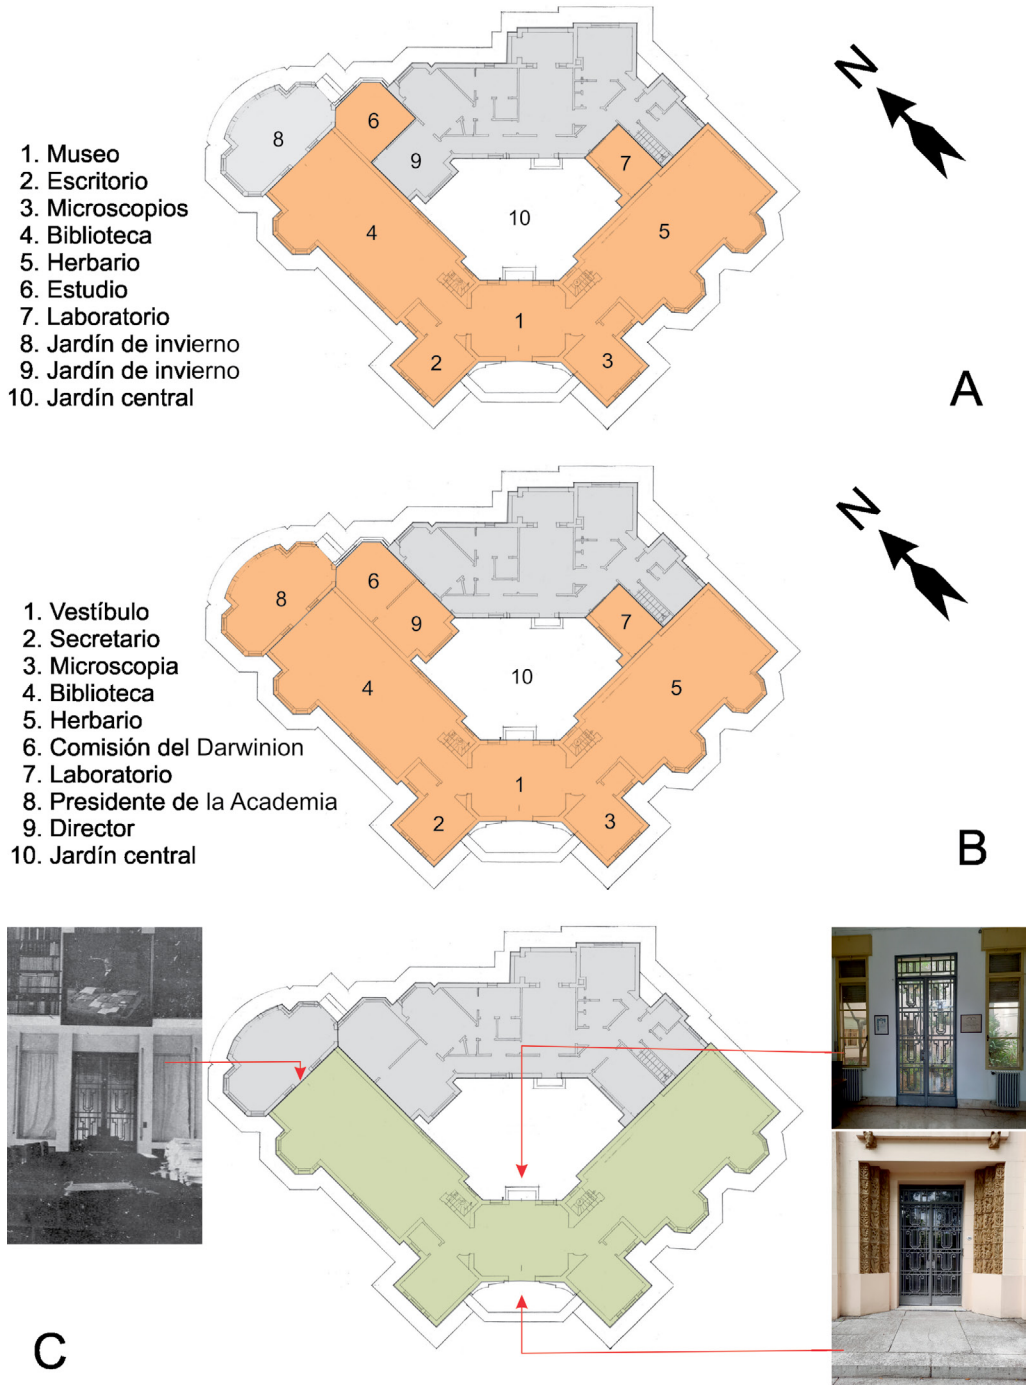 N
1. Museo
2. Escritorio
3. Microscopios
4. Biblioteca
5. Herbario
6. Estudio
7. Laboratorio
8. Jardín de invierno
9. Jardín de invierno
10. Jardín central
6
8
9
7
10
4
5
1
2
3
A
N
1. Vestíbulo
2. Secretario
3. Microscopia
4. Biblioteca
5. Herbario
6. Comisión del Darwinion
7. Laboratorio
8. Presidente de la Academia
9. Director
10. Jardín central
6
8
9
7
10
4
5
1
2
3
B
C